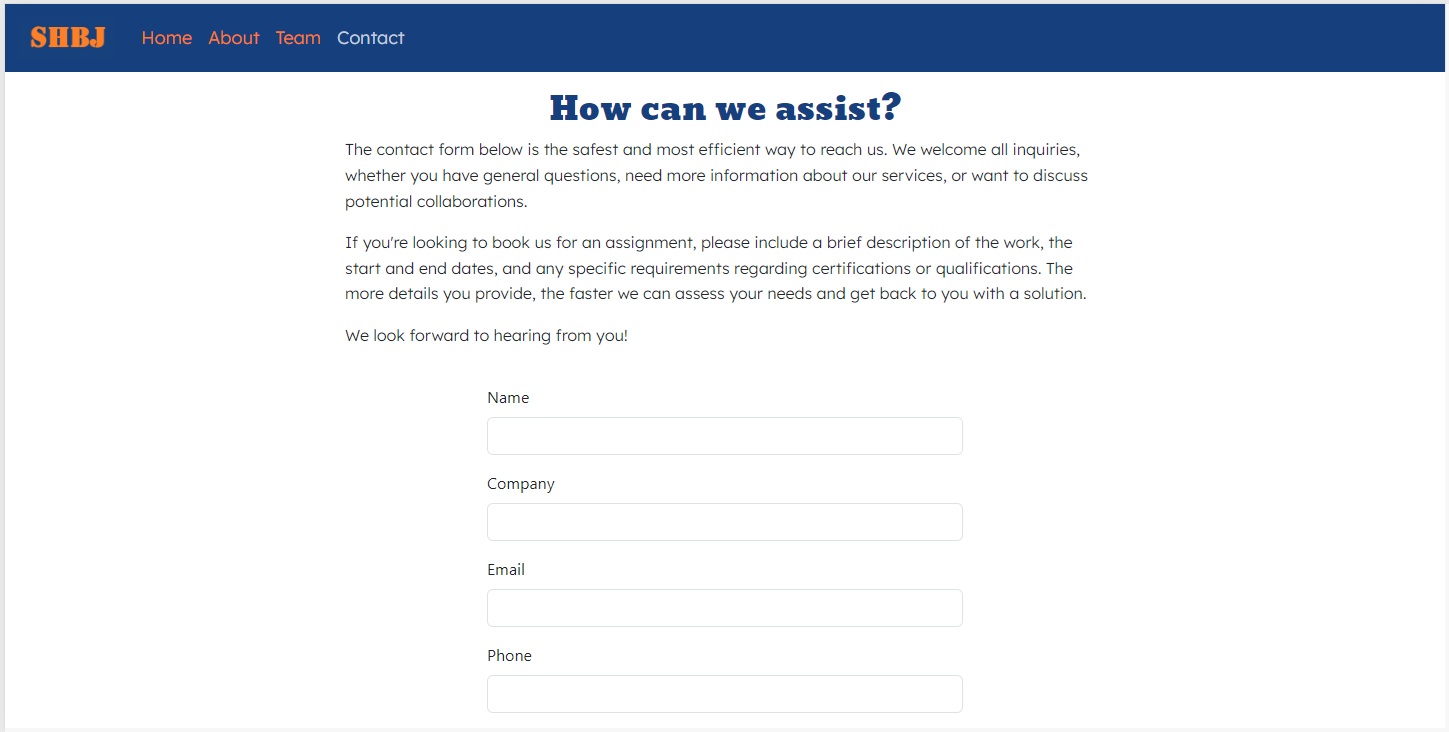 SHBJ Home About Team Contact
How can we assist?
The contact form below is the safest and most efficient way to reach us. We welcome all inquiries,
whether you have general questions, need more information about our services, or want to discuss
potential collaborations.
If you're looking to book us for an assignment, please include a brief description of the work, the
start and end dates, and any specific requirements regarding certifications or qualifications. The
more details you provide, the faster we can assess your needs and get back to you with a solution.
We look forward to hearing from you!
Name
Company
Email
Phone